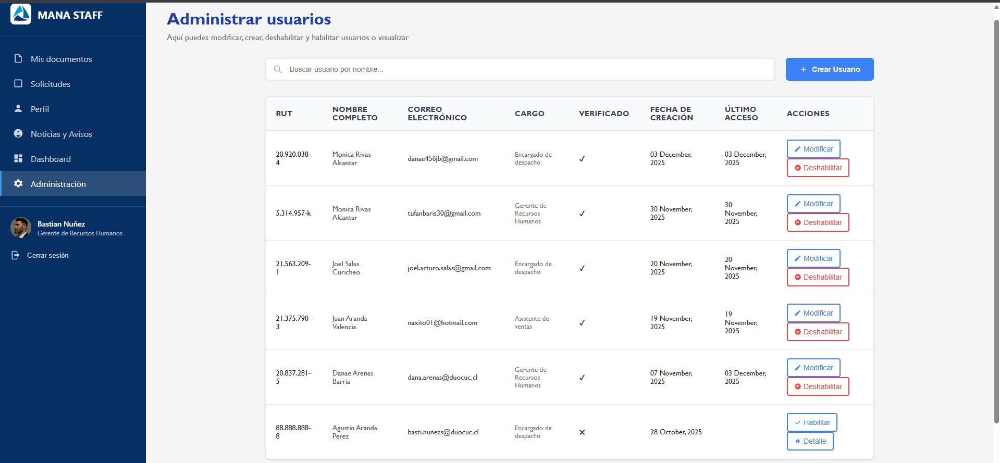 MANA STAFF
Mis documentos
Solicitudes
Perfil
Noticias y Avisos
Dashboard
Administración
Bastian Nuñez
Gerente de Recursos Humanos
Cerrar sesión
Administrar usuarios
Aquí puedes modificar, crear, deshabilitar y habilitar usuarios o visualizar
Buscar usuario por nombre...
+ Crear Usuario
RUT
NOMBRE
COMPLETO
CORREO
ELECTRÓNICO
CARGO
VERIFICADO
FECHA DE
CREACIÓN
ÚLTIMO
ACCESO
ACCIONES
20.920.038-
4
Monica Rivas
Alcantar
danae456jb@gmail.com
Encargado de
despacho
✓
03 December,
2025
03 December,
2025
Modificar
Deshabilitar
5.314.957-k
Monica Rivas
Alcantar
tufanbaris30@gmail.com
Gerente de
Recursos
Humanos
✓
30 November,
2025
30
November,
2025
Modificar
Deshabilitar
21.563.209-
1
Joel Salas
Curicheo
joel.arturo.salas@gmail.com
Encargado de
despacho
✓
20 November,
2025
20
November,
2025
Modificar
Deshabilitar
21.375.790-
3
Juan Aranda
Valencia
naxito01@hotmail.com
Asistente de
ventas
✓
19 November,
2025
19
November,
2025
Modificar
Deshabilitar
20.837.281-
5
Danae Arenas
Barria
dana.arenas@duocuc.cl
Gerente de
Recursos
Humanos
✓
07 November,
2025
03 December,
2025
Modificar
Deshabilitar
88.888.888-
8
Agustin Aranda
Perez
basti.nunezs@duocuc.cl
Encargado de
despacho
✕
28 October, 2025
Habilitar
Detalle